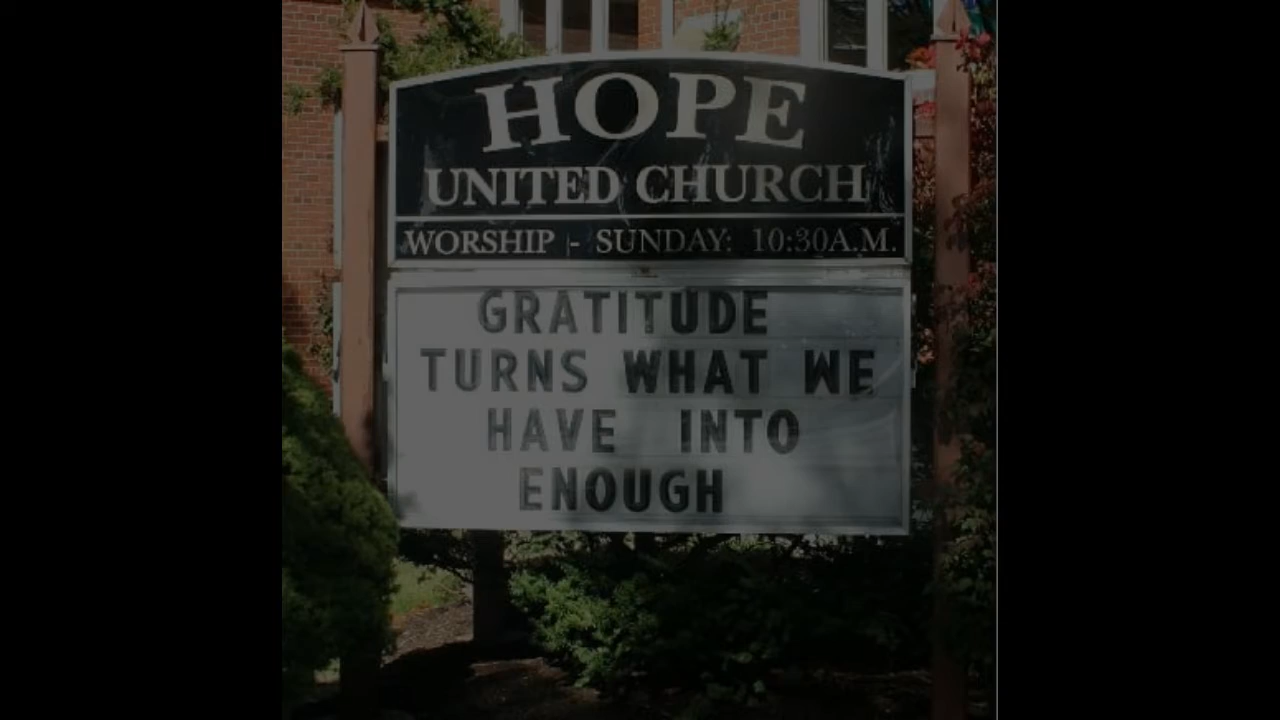 HOPE
UNITED CHURCH
WORSHIP - SUNDAY: 10:30A.M.
GRATITUDE
TURNS WHAT WE
HAVE INTO
ENOUGH